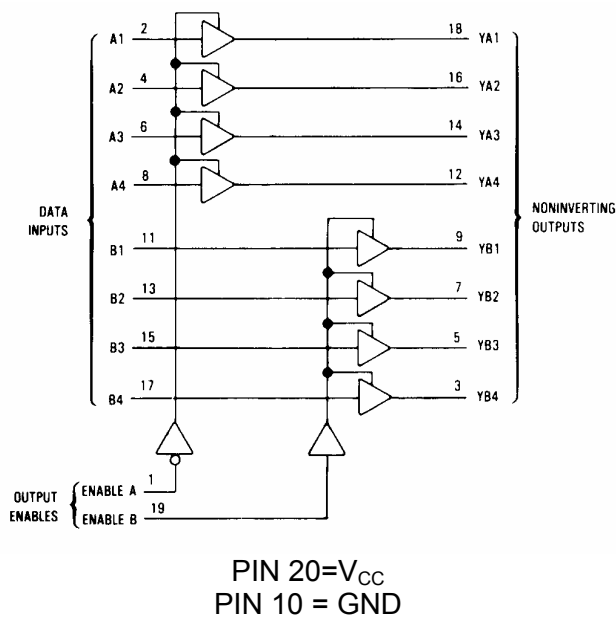 A1 2 18 YA1
A2 4 16 YA2
A3 6 14 YA3
A4 8 12 YA4
DATA
INPUTS
NONINVERTING
OUTPUTS
B1 11 9 YB1
B2 13 7 YB2
B3 15 5 YB3
B4 17 3 YB4
OUTPUT
ENABLES
ENABLE A 1
ENABLE B 19
PIN 20=VCC
PIN 10 = GND